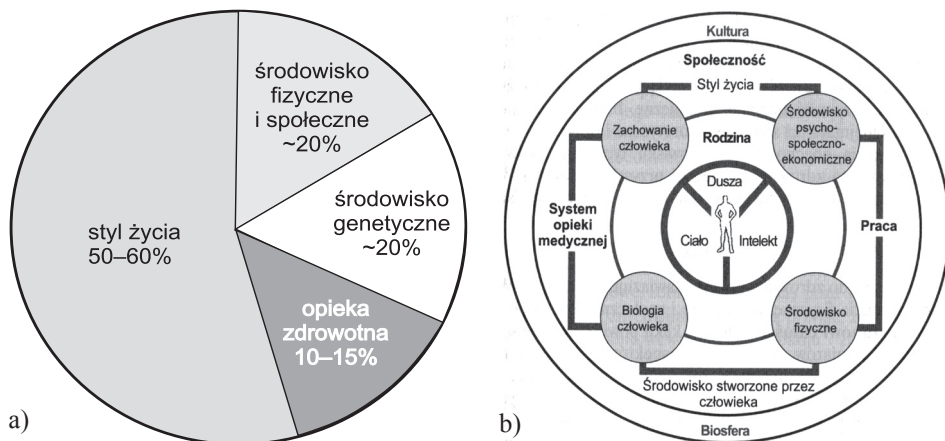 środowisko
fizyczne
i społeczne
~20%
środowisko
genetyczne
~20%
styl życia
50–60%
opieka
zdrowotna
10–15%
a)
Kultura
Społeczność
Styl życia
Zachowanie
człowieka
Rodzina
Środowisko
psycho-
społeczno-
ekonomiczne
Dusza
System
opieki
medycznej
Ciało
Intelekt
Praca
Biologia
człowieka
Środowisko
fizyczne
Środowisko stworzone przez
człowieka
Biosfera
b)